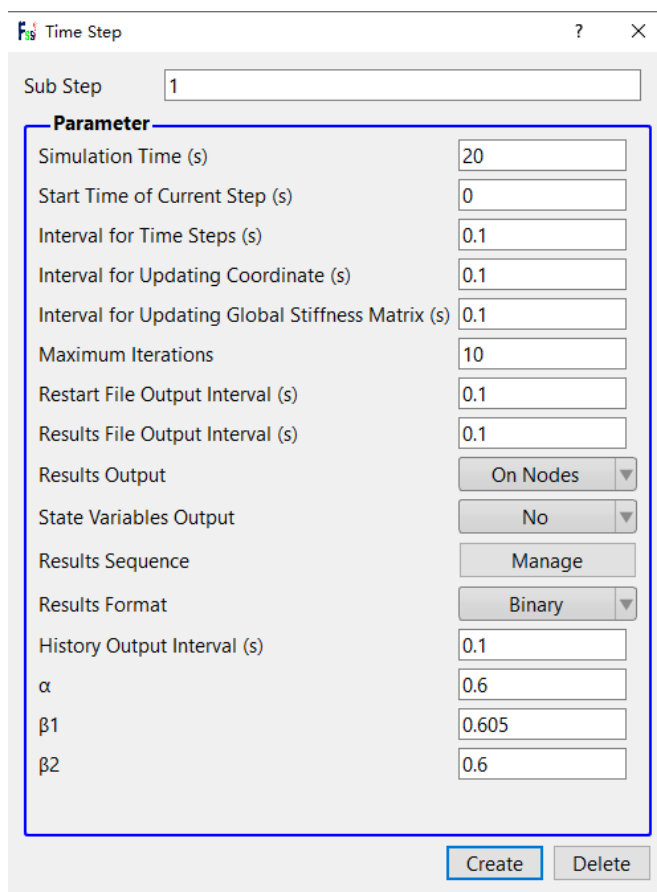 Time Step ? ×
Sub Step 1
Parameter
Simulation Time (s) 20
Start Time of Current Step (s) 0
Interval for Time Steps (s) 0.1
Interval for Updating Coordinate (s) 0.1
Interval for Updating Global Stiffness Matrix (s) 0.1
Maximum Iterations 10
Restart File Output Interval (s) 0.1
Results File Output Interval (s) 0.1
Results Output On Nodes
State Variables Output No
Results Sequence Manage
Results Format Binary
History Output Interval (s) 0.1
α 0.6
β1 0.605
β2 0.6
Create Delete